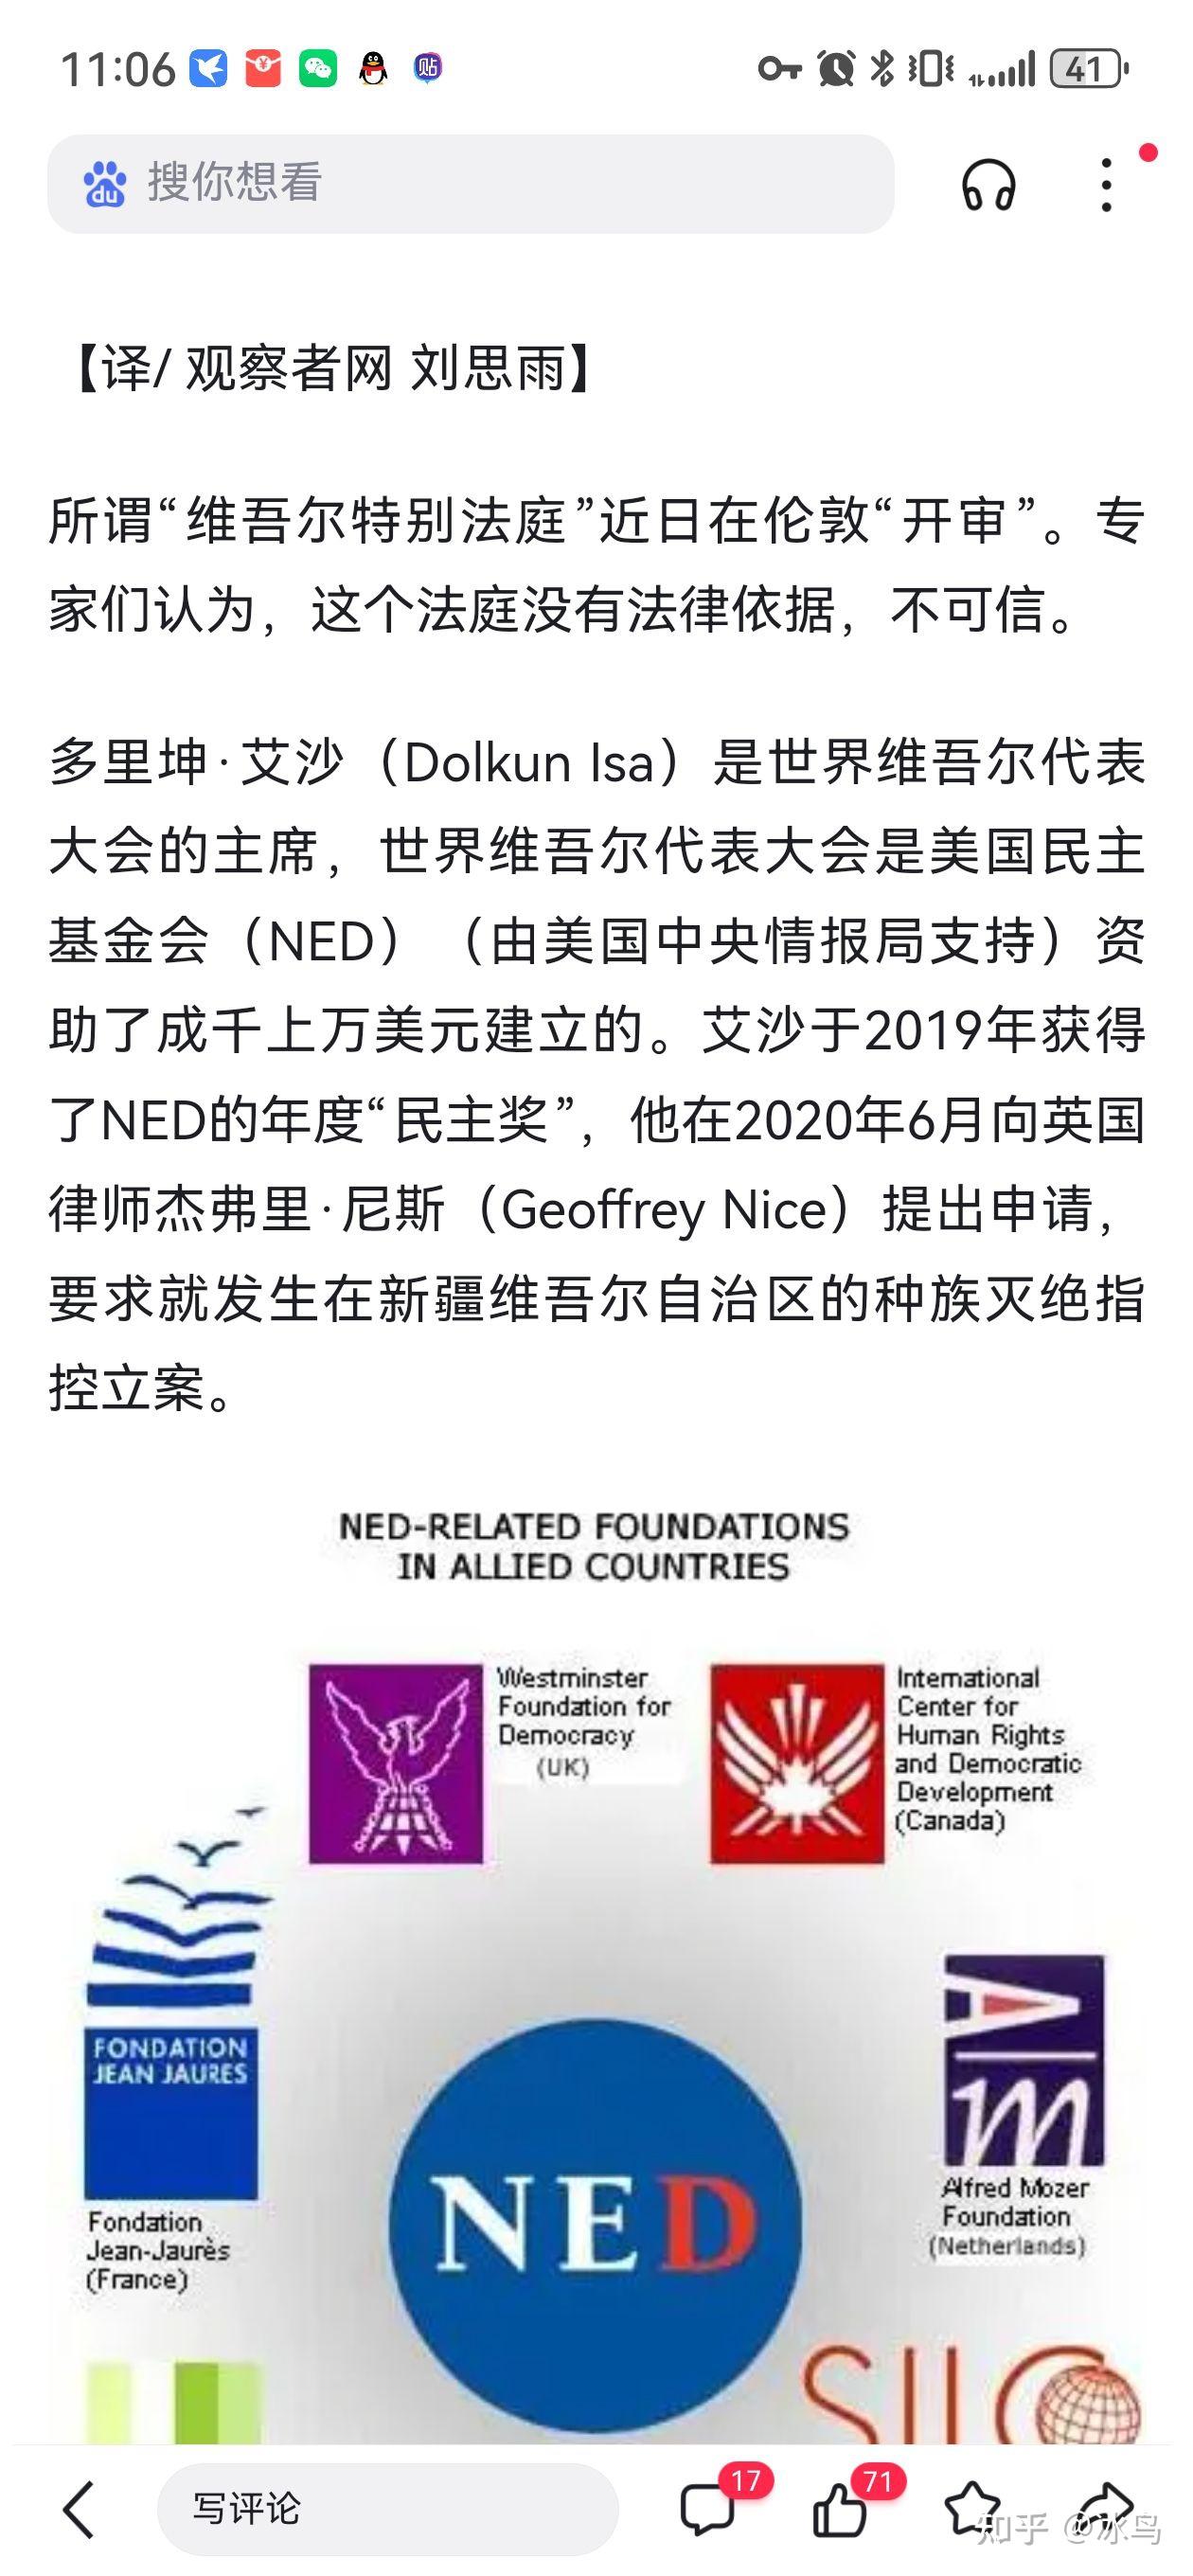 11:06
贴
41
du 搜你想看
【译/ 观察者网 刘思雨】
所谓“维吾尔特别法庭”近日在伦敦“开审”。专
家们认为，这个法庭没有法律依据，不可信。
多里坤·艾沙（Dolkun Isa）是世界维吾尔代表
大会的主席，世界维吾尔代表大会是美国民主
基金会（NED）（由美国中央情报局支持）资
助了成千上万美元建立的。艾沙于2019年获得
了NED的年度“民主奖”，他在2020年6月向英国
律师杰弗里·尼斯（Geoffrey Nice）提出申请，
要求就发生在新疆维吾尔自治区的种族灭绝指
控立案。
NED-RELATED FOUNDATIONS
IN ALLIED COUNTRIES
Westminster
Foundation for
Democracy
(UK)
International
Center for
Human Rights
and Democratic
Development
(Canada)
FONDATION
JEAN JAURES
Fondation
Jean-Jaurès
(France)
NED
A
m
Alfred Mozer
Foundation
(Netherlands)
写评论
17
71
知乎 @冰鸟